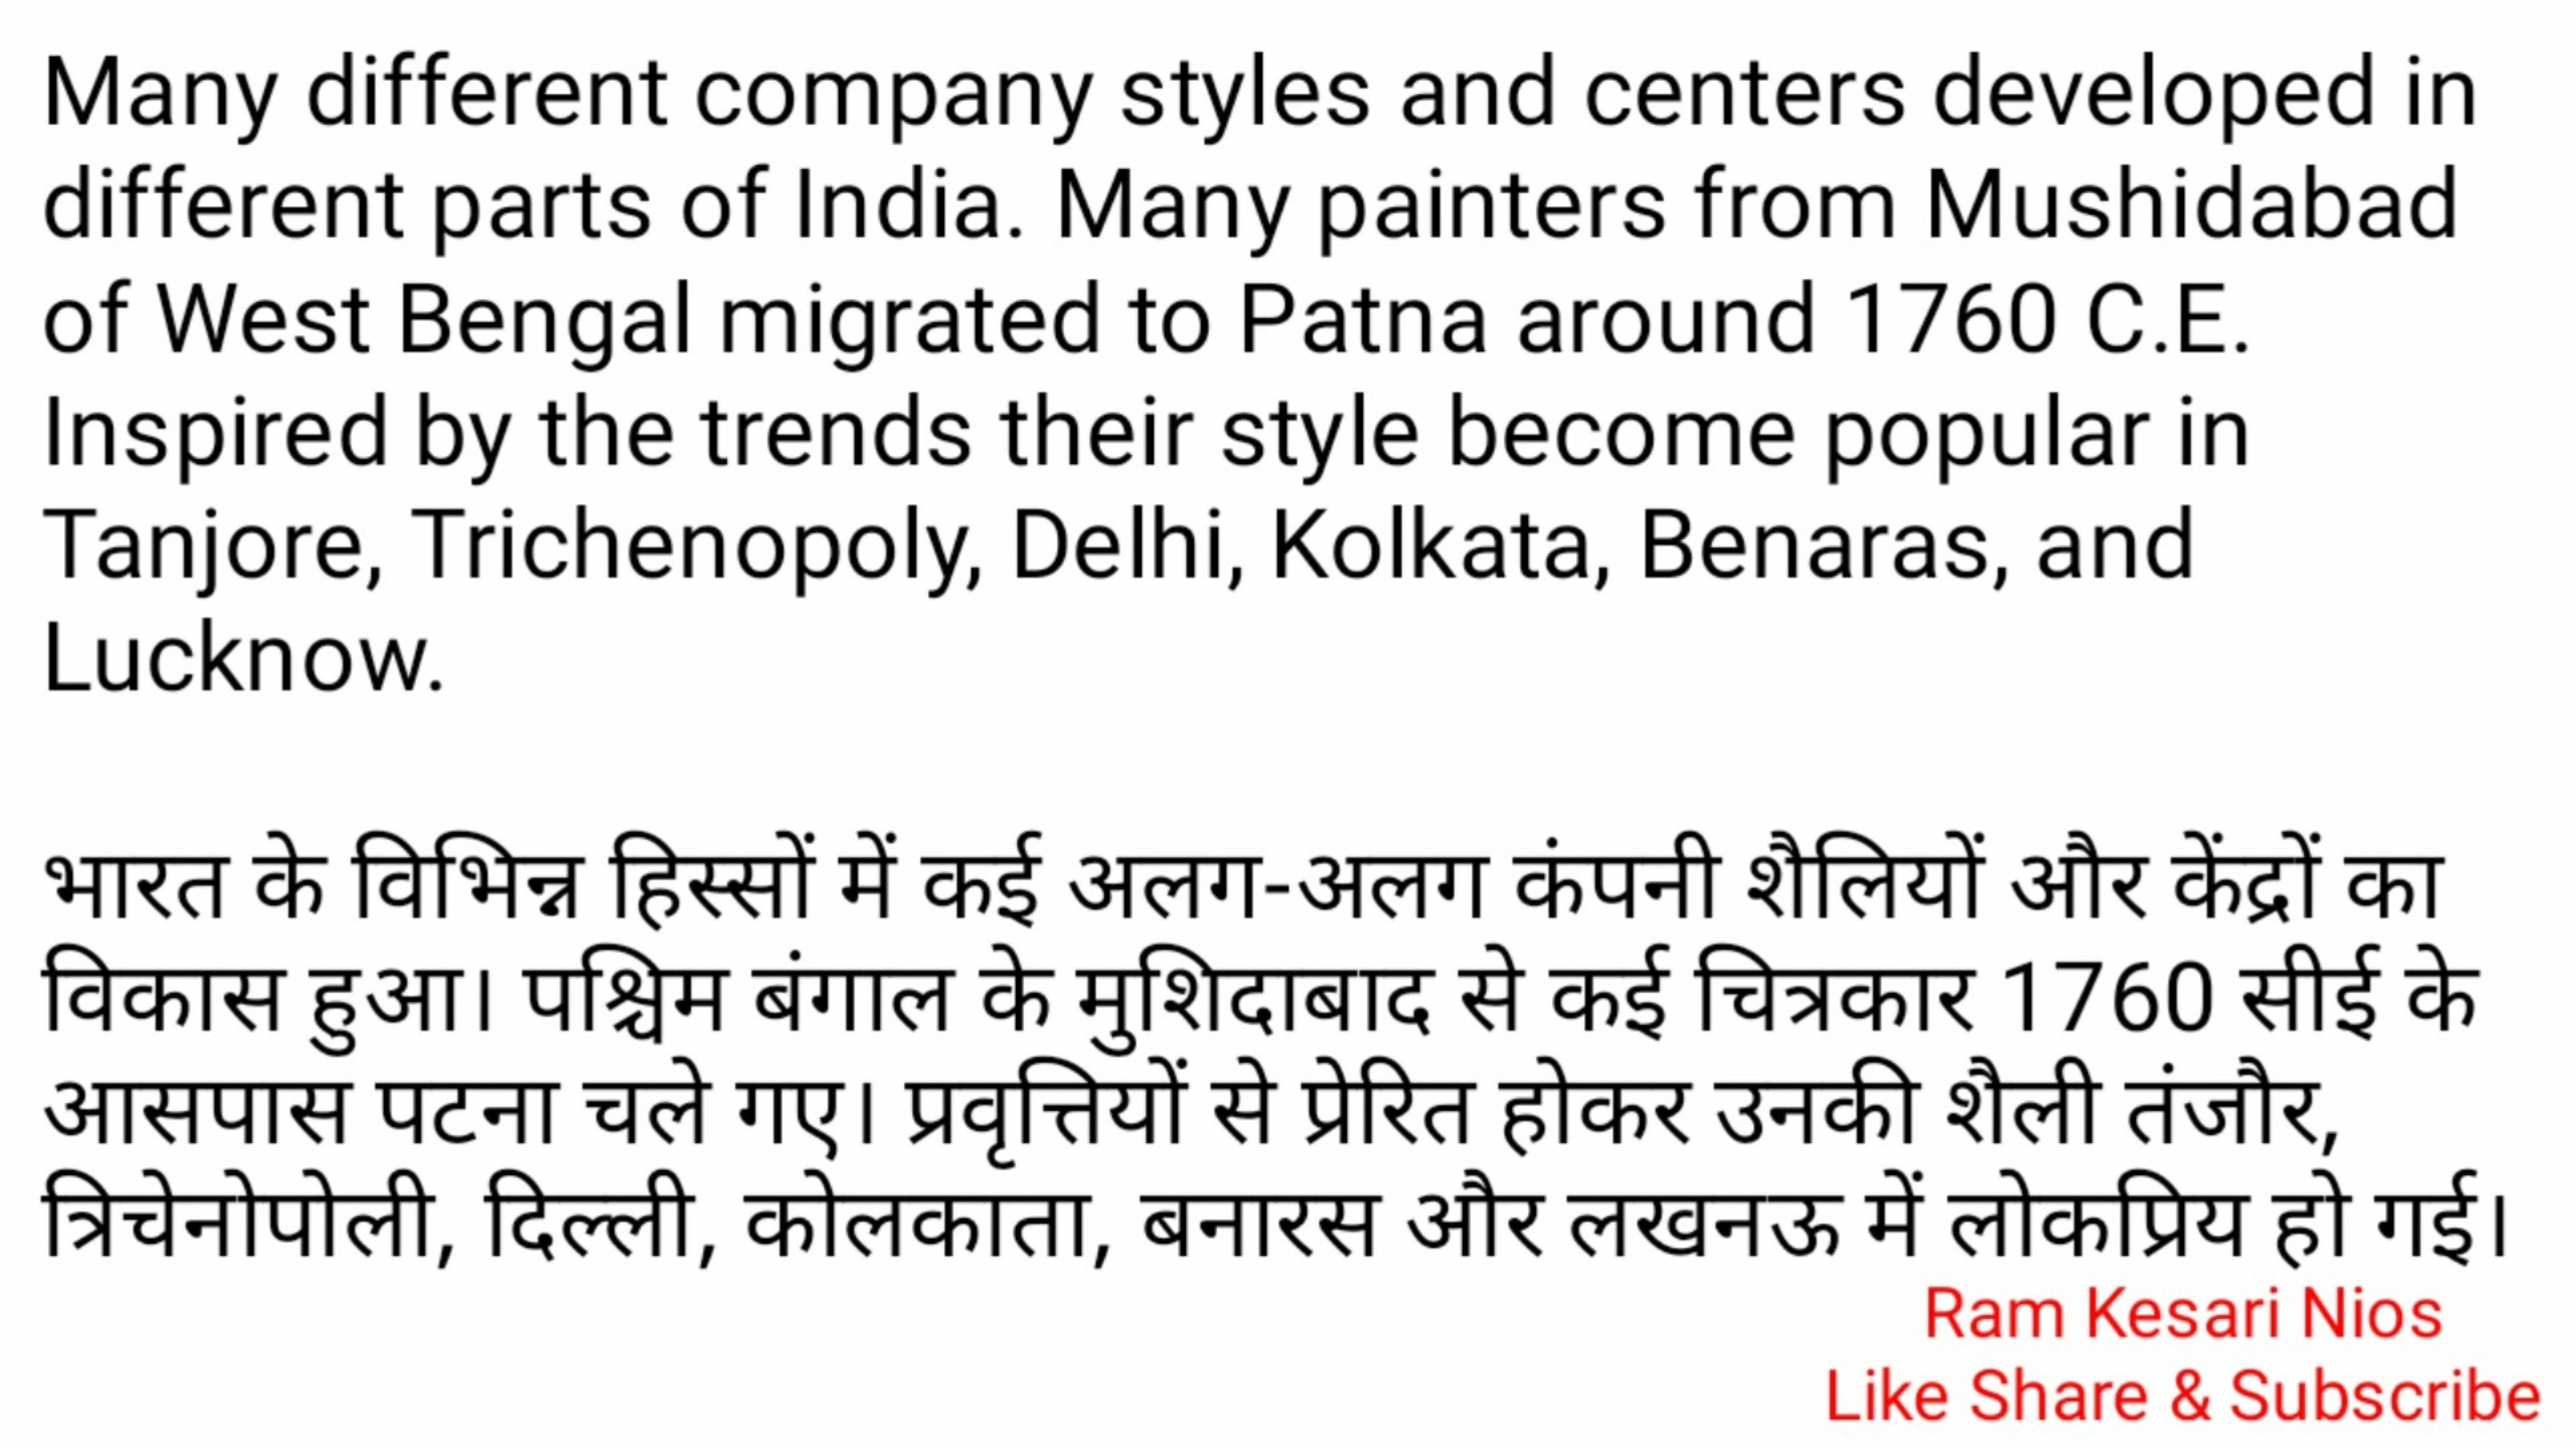 Many different company styles and centers developed in
different parts of India. Many painters from Mushidabad
of West Bengal migrated to Patna around 1760 C.E.
Inspired by the trends their style become popular in
Tanjore, Trichenopoly, Delhi, Kolkata, Benaras, and
Lucknow.
भारत के विभिन्न हिस्सों में कई अलग-अलग कंपनी शैलियों और केंद्रों का
विकास हुआ। पश्चिम बंगाल के मुशिदाबाद से कई चित्रकार 1760 सीई के
आसपास पटना चले गए। प्रवृत्तियों से प्रेरित होकर उनकी शैली तंजौर,
त्रिचेनोपोली, दिल्ली, कोलकाता, बनारस और लखनऊ में लोकप्रिय हो गई।
Ram Kesari Nios
Like Share & Subscribe